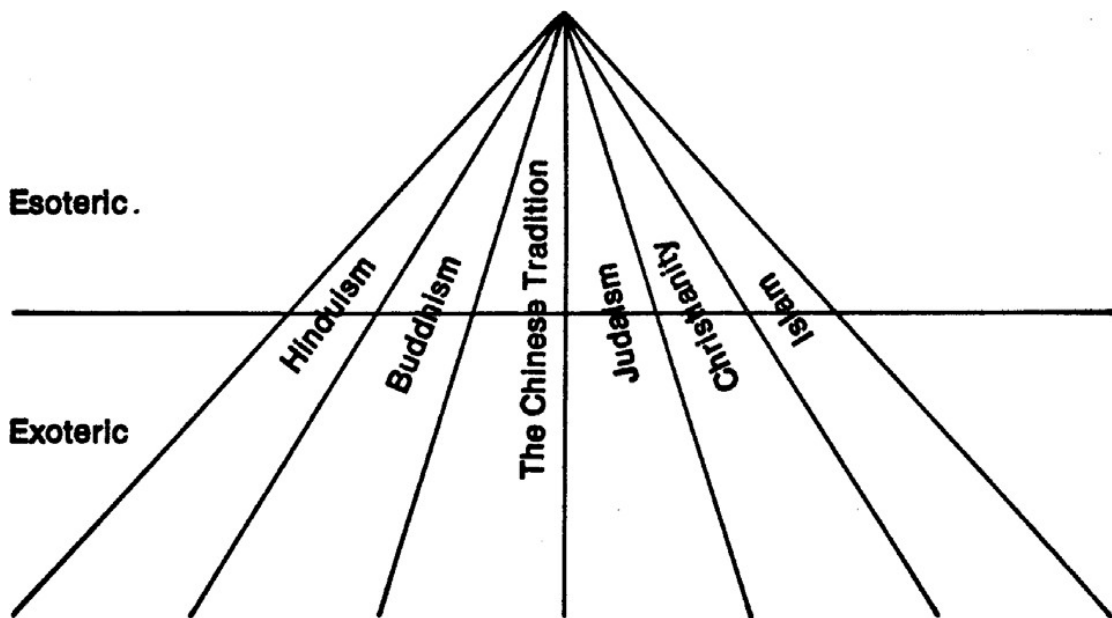 Esoteric.
Exoteric
Hinduism
Buddhism
The Chinese Tradition
Judaism
Christianity
Islam